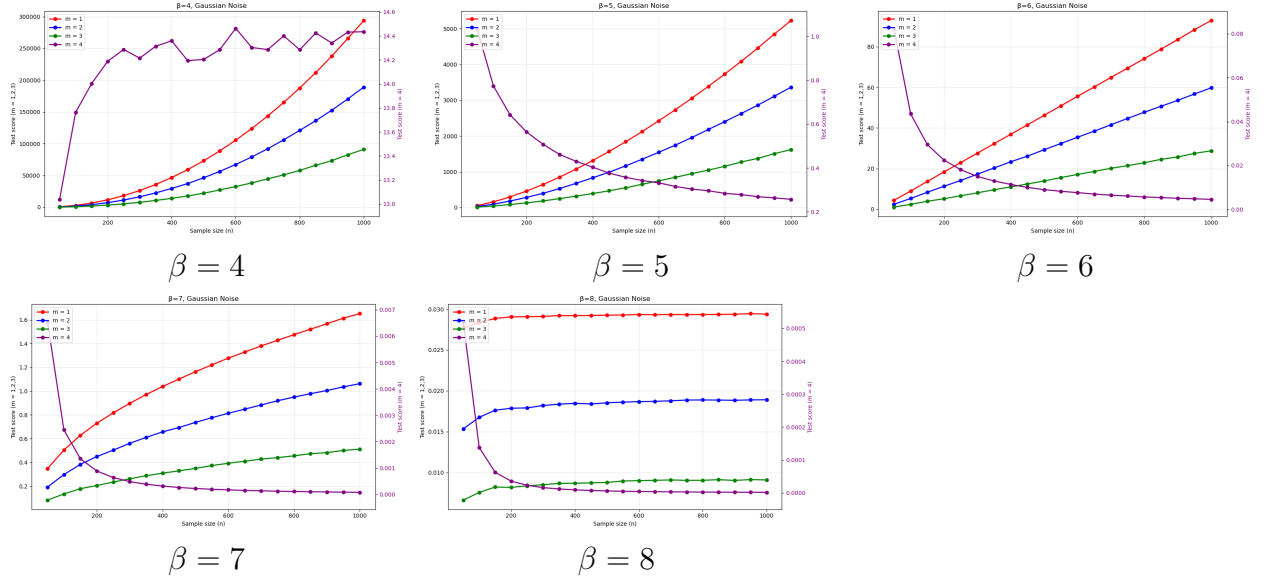 β=4, Gaussian Noise
m = 1
m = 2
m = 3
m = 4
Test score (m = 1,2,3)
300000
250000
200000
150000
100000
50000
0
200 400 600 800 1000
Sample size (n)
14.6
14.4
14.2
14.0
13.8
13.6
13.4
13.2
13.0
Test score (m = 4)
β = 4
β=5, Gaussian Noise
m = 1
m = 2
m = 3
m = 4
Test score (m = 1,2,3)
5000
4000
3000
2000
1000
0
200 400 600 800 1000
Sample size (n)
1.0
0.8
0.6
0.4
0.2
Test score (m = 4)
β = 5
β=6, Gaussian Noise
m = 1
m = 2
m = 3
m = 4
Test score (m = 1,2,3)
80
60
40
20
0
200 400 600 800 1000
Sample size (n)
0.08
0.06
0.04
0.02
0.00
Test score (m = 4)
β = 6
β=7, Gaussian Noise
m = 1
m = 2
m = 3
m = 4
Test score (m = 1,2,3)
1.6
1.4
1.2
1.0
0.8
0.6
0.4
0.2
200 400 600 800 1000
Sample size (n)
0.007
0.006
0.005
0.004
0.003
0.002
0.001
0.000
Test score (m = 4)
β = 7
β=8, Gaussian Noise
m = 1
m = 2
m = 3
m = 4
Test score (m = 1,2,3)
0.030
0.025
0.020
0.015
0.010
200 400 600 800 1000
Sample size (n)
0.0005
0.0004
0.0003
0.0002
0.0001
0.0000
Test score (m = 4)
β = 8